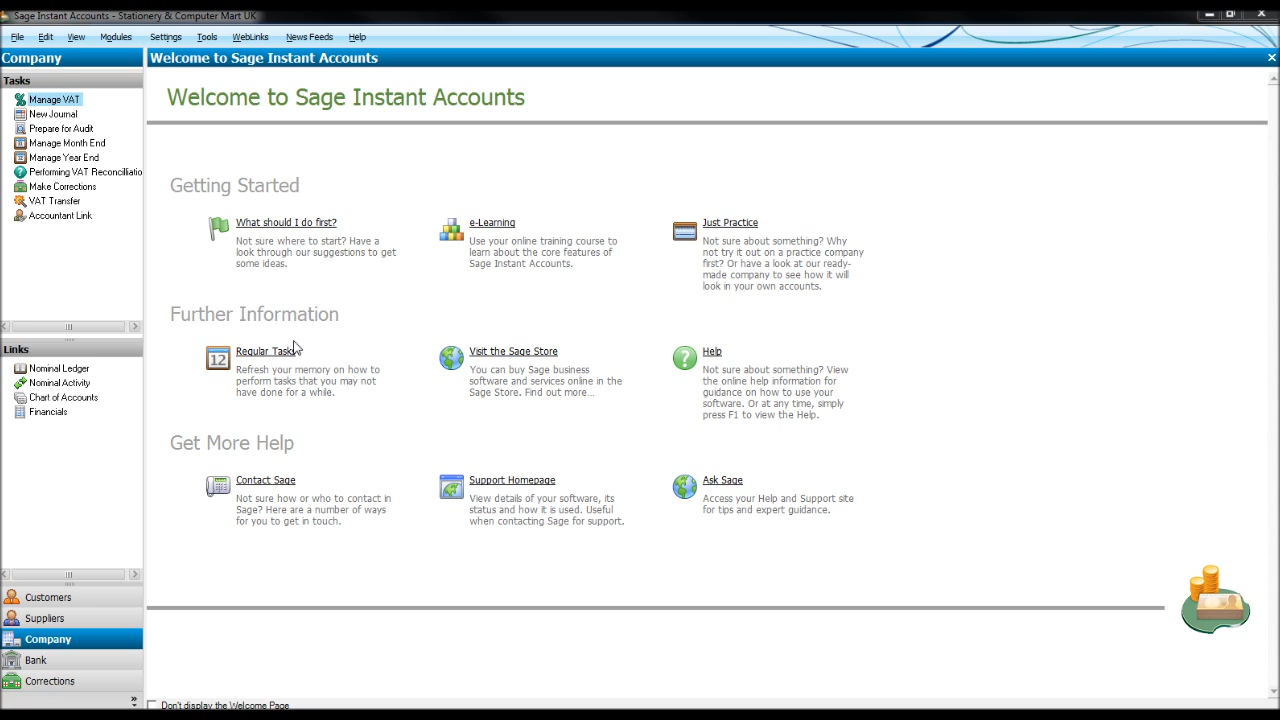 Sage Instant Accounts - Stationery & Computer Mart UK
File Edit View Modules Settings Tools WebLinks News Feeds Help
Company
Welcome to Sage Instant Accounts
Tasks
Manage VAT
New Journal
Prepare for Audit
Manage Month End
Manage Year End
Performing VAT Reconciliatio
Make Corrections
VAT Transfer
Accountant Link
Links
Nominal Ledger
Nominal Activity
Chart of Accounts
Financials
Customers
Suppliers
Company
Bank
Corrections
Welcome to Sage Instant Accounts
Getting Started
What should I do first?
Not sure where to start? Have a
look through our suggestions to get
some ideas.
e-Learning
Use your online training course to
learn about the core features of
Sage Instant Accounts.
Just Practice
Not sure about something? Why
not try it out on a practice company
first? Or have a look at our ready-
made company to see how it will
look in your own accounts.
Further Information
12
Regular Tasks
Refresh your memory on how to
perform tasks that you may not
have done for a while.
Visit the Sage Store
You can buy Sage business
software and services online in the
Sage Store. Find out more...
?
Help
Not sure about something? View
the online help information for
guidance on how to use your
software. Or at any time, simply
press F1 to view the Help.
Get More Help
Contact Sage
Not sure how or who to contact in
Sage? Here are a number of ways
for you to get in touch.
Support Homepage
View details of your software, its
status and how it is used. Useful
when contacting Sage for support.
Ask Sage
Access your Help and Support site
for tips and expert guidance.
Don't display the Welcome Page